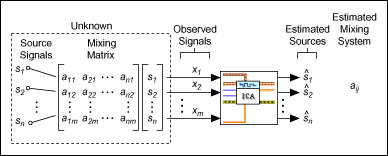 Unknown
Source Signals
Mixing Matrix
Observed Signals
Estimated Sources
Estimated Mixing System
s1 a11 a21 ··· an1 s1 x1 ŝ1
s2 a12 a22 ··· an2 s2 x2 ICA ŝ2 aij
⋮ ⋮ ⋮ ⋮ ⋮ ⋮ ⋮
sn a1m a2m ··· anm sn xm ŝn